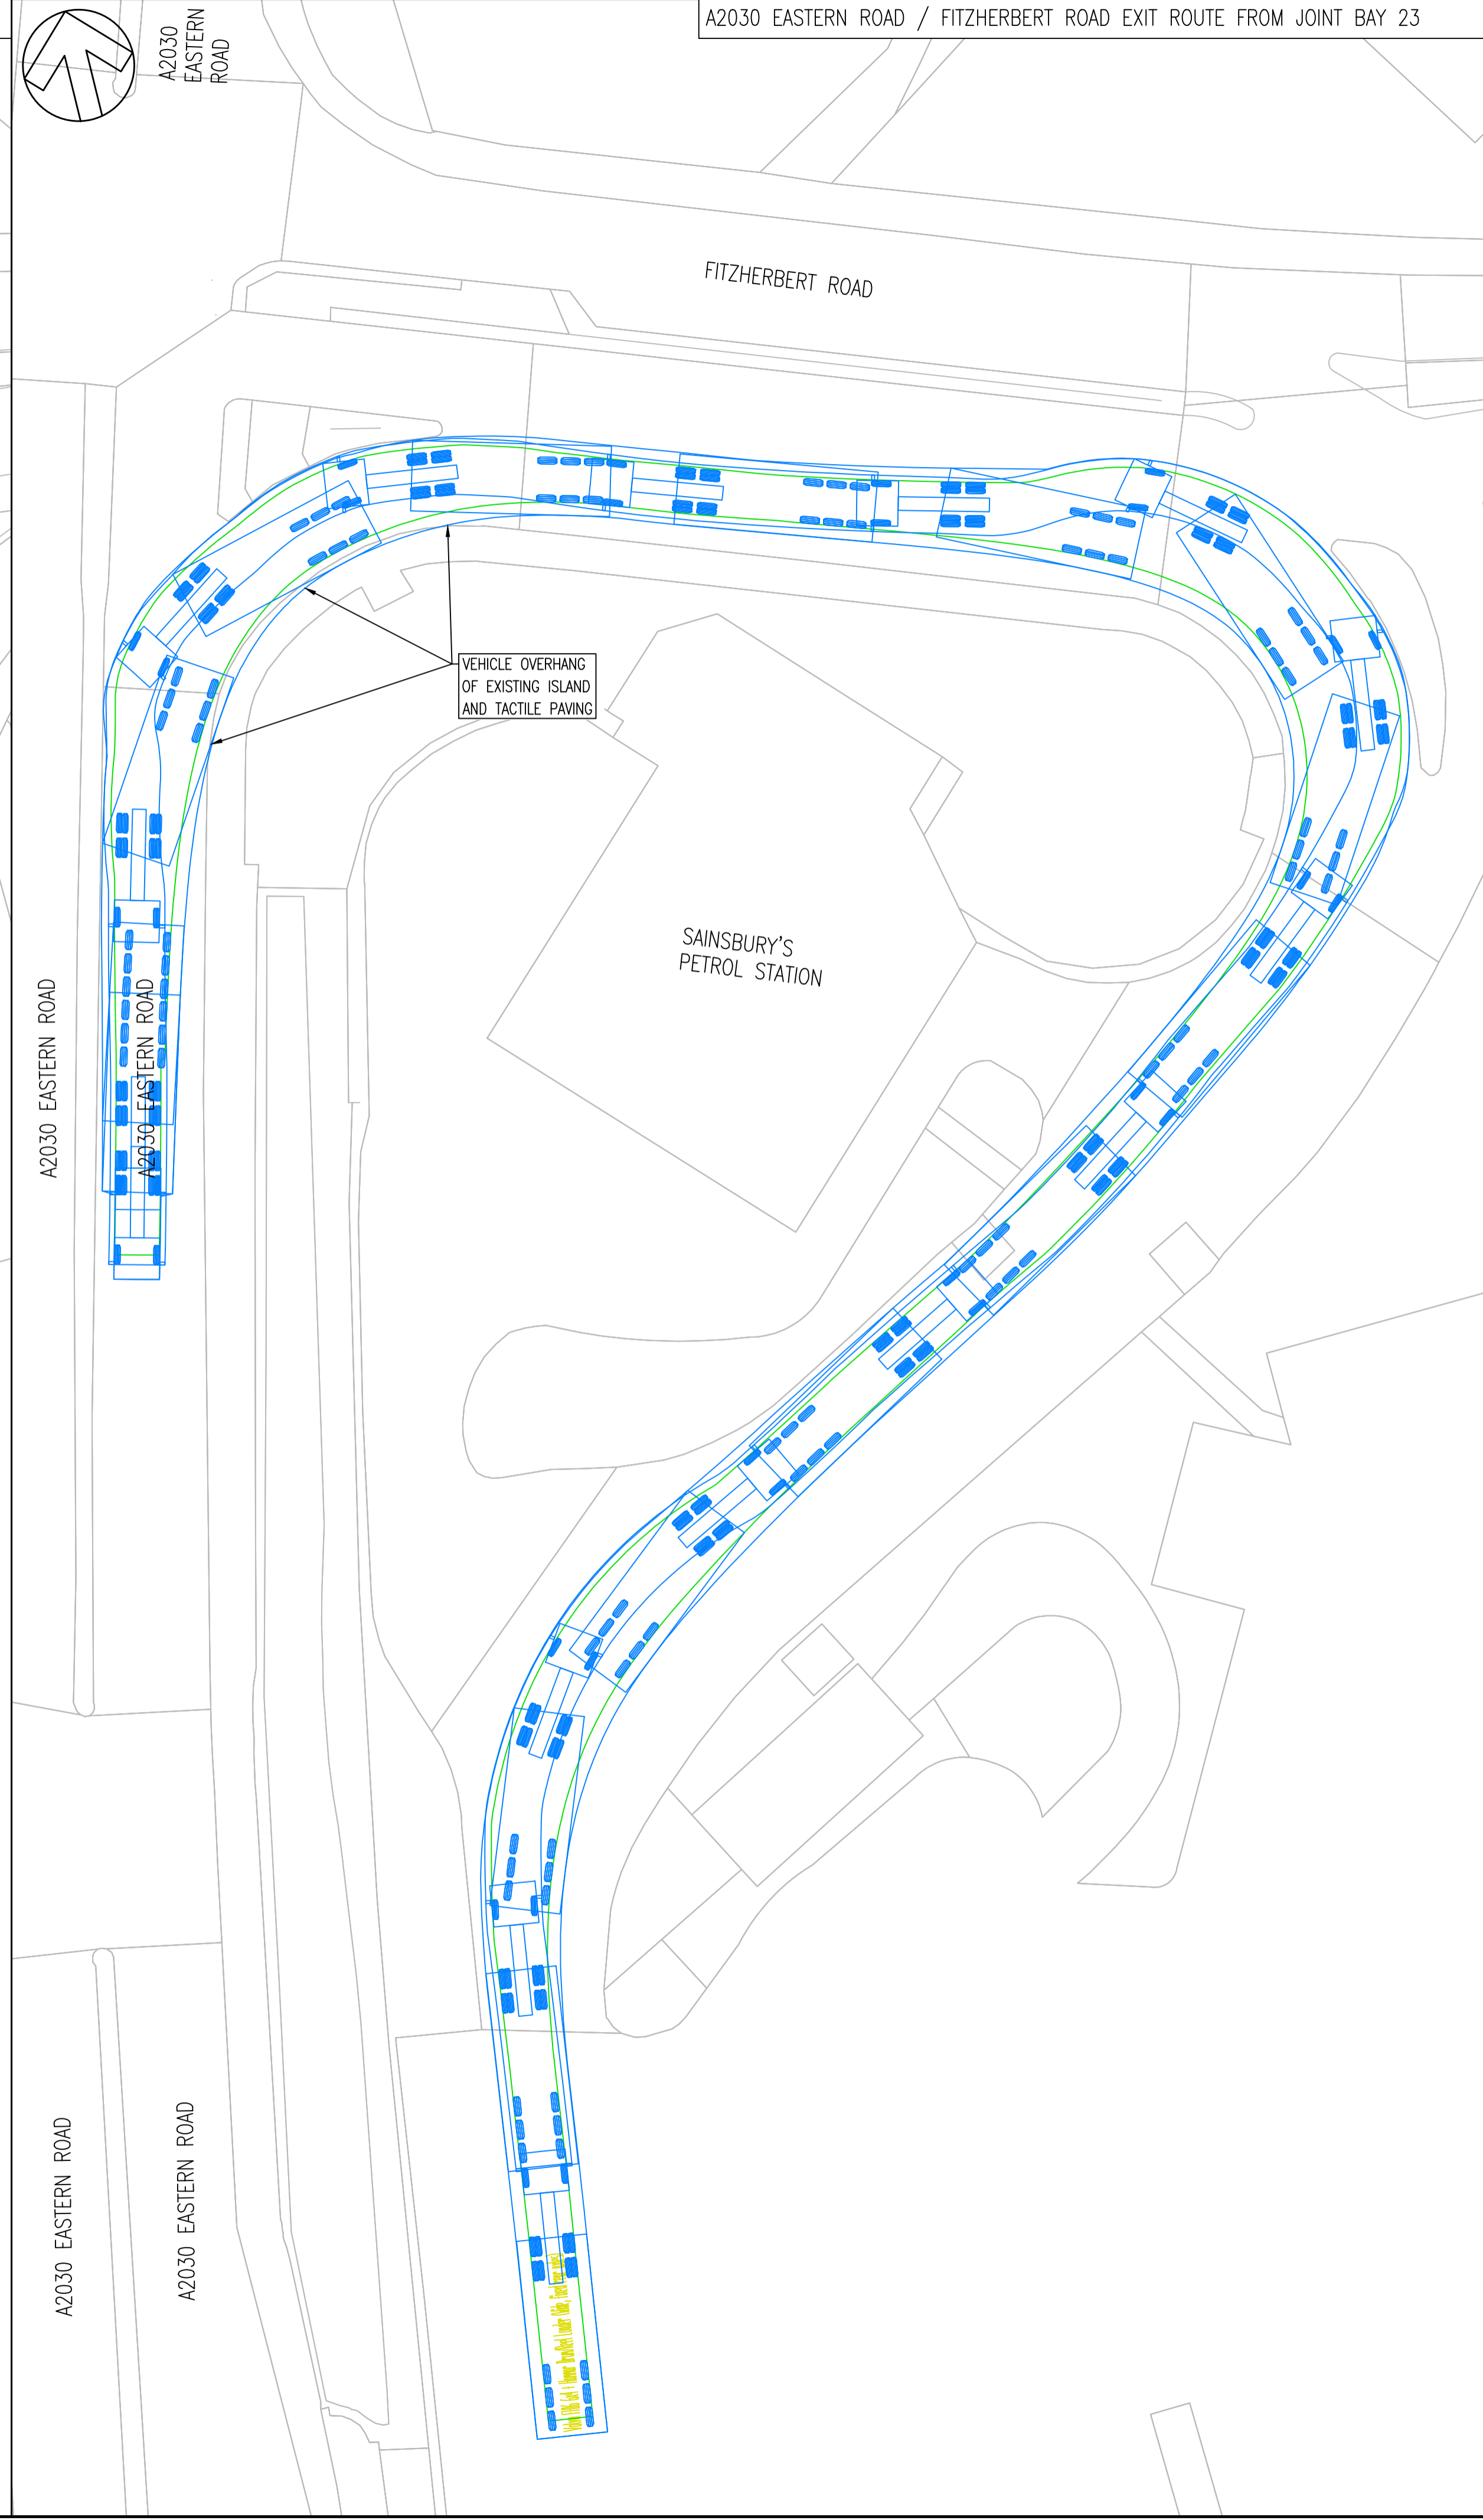 A2030 EASTERN ROAD / FITZHERBERT ROAD EXIT ROUTE FROM JOINT BAY 23
A2030
EASTERN
ROAD
FITZHERBERT ROAD
VEHICLE OVERHANG
OF EXISTING ISLAND
AND TACTILE PAVING
SAINSBURY'S
PETROL STATION
A2030 EASTERN ROAD
A2030 EASTERN ROAD
A2030 EASTERN ROAD
A2030 EASTERN ROAD